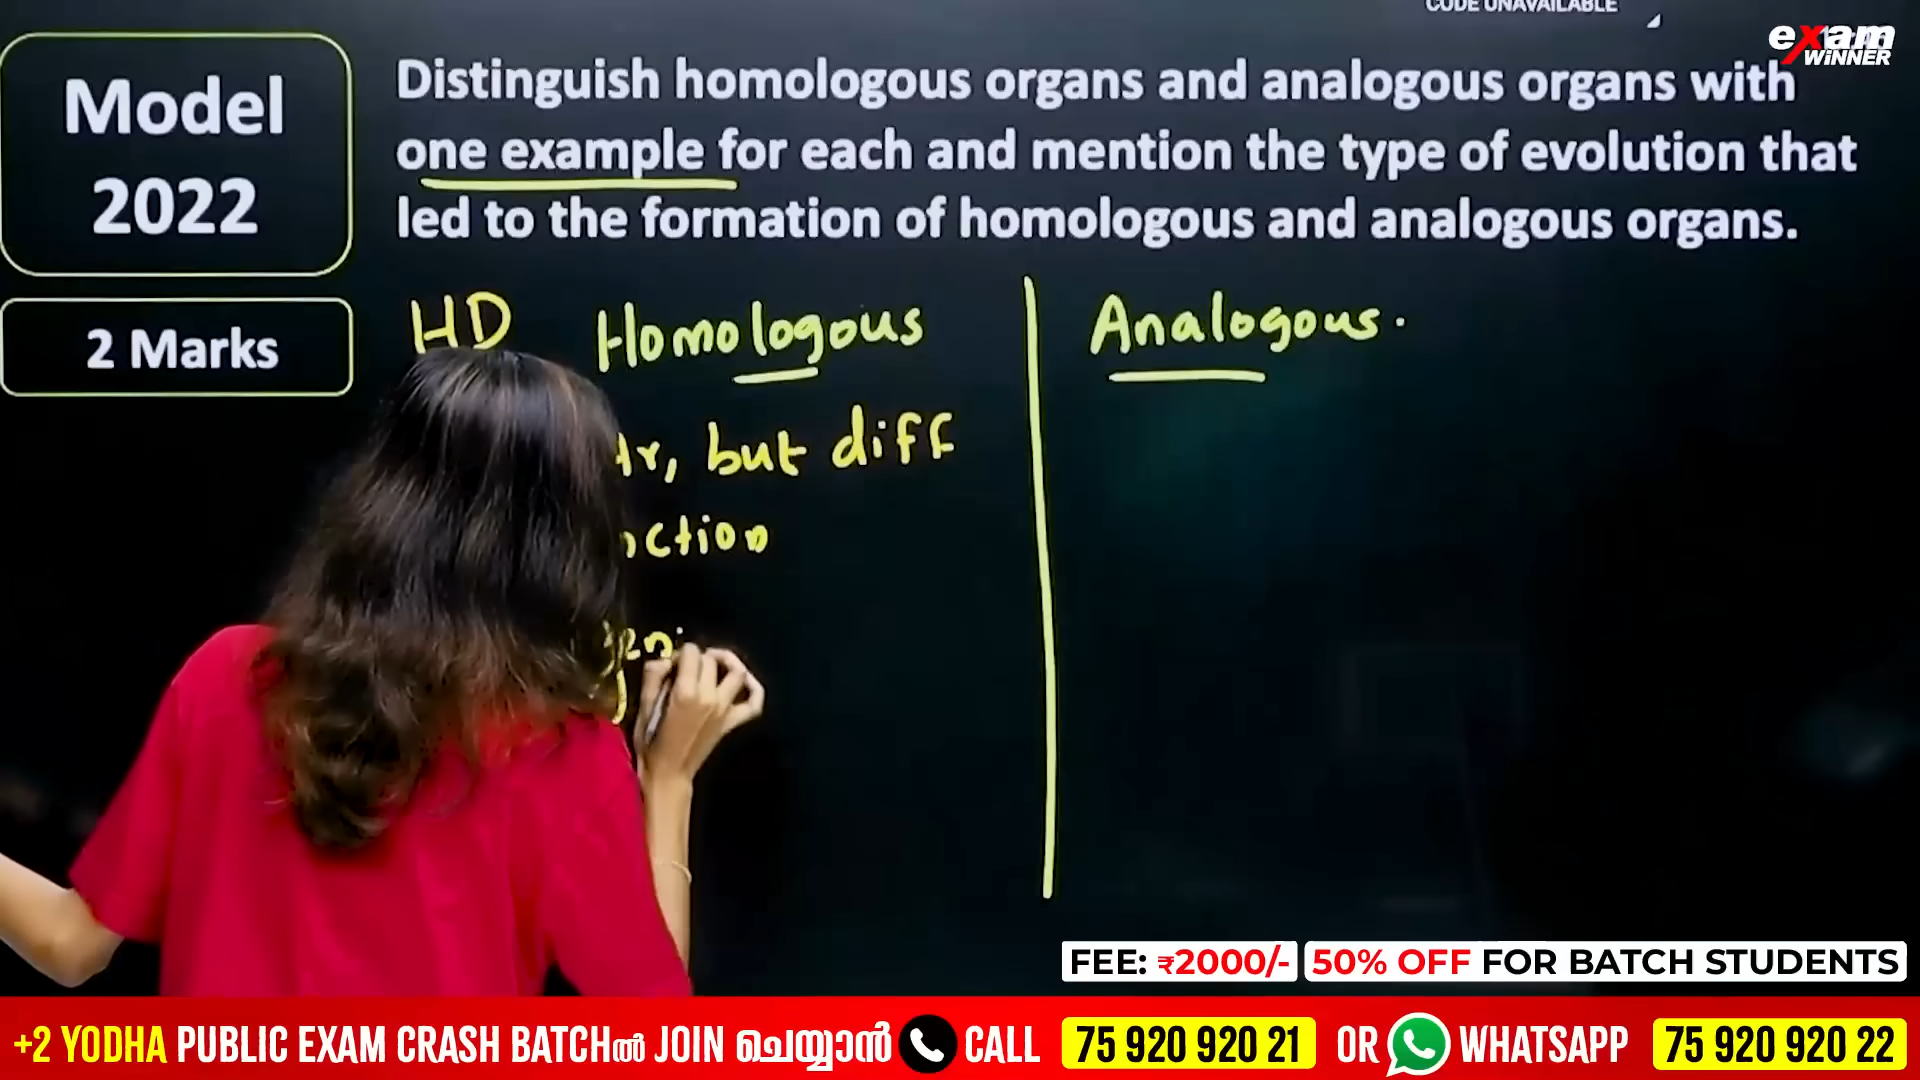 CODE UNAVAILABLE
exam
WINNER
Model
2022
2 Marks
Distinguish homologous organs and analogous organs with
one example for each and mention the type of evolution that
led to the formation of homologous and analogous organs.
HD
Homologous
Analogous.
but diff
FEE: ₹2000/- 50% OFF FOR BATCH STUDENTS
+2 YODHA PUBLIC EXAM CRASH BATCHൽ JOIN ചെയ്യാൻ CALL 75 920 920 21 OR WHATSAPP 75 920 920 22